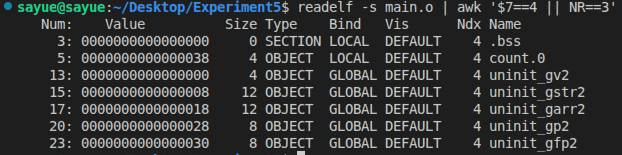 sayue@sayue:~/Desktop/Experiment5$ readelf -s main.o | awk '$7==4 || NR==3'
Num: Value Size Type Bind Vis Ndx Name
3: 0000000000000000 0 SECTION LOCAL DEFAULT 4 .bss
5: 0000000000000038 4 OBJECT LOCAL DEFAULT 4 count.0
13: 0000000000000000 4 OBJECT GLOBAL DEFAULT 4 uninit_gv2
15: 0000000000000008 12 OBJECT GLOBAL DEFAULT 4 uninit_gstr2
17: 0000000000000018 12 OBJECT GLOBAL DEFAULT 4 uninit_garr2
20: 0000000000000028 8 OBJECT GLOBAL DEFAULT 4 uninit_gp2
23: 0000000000000030 8 OBJECT GLOBAL DEFAULT 4 uninit_gfp2